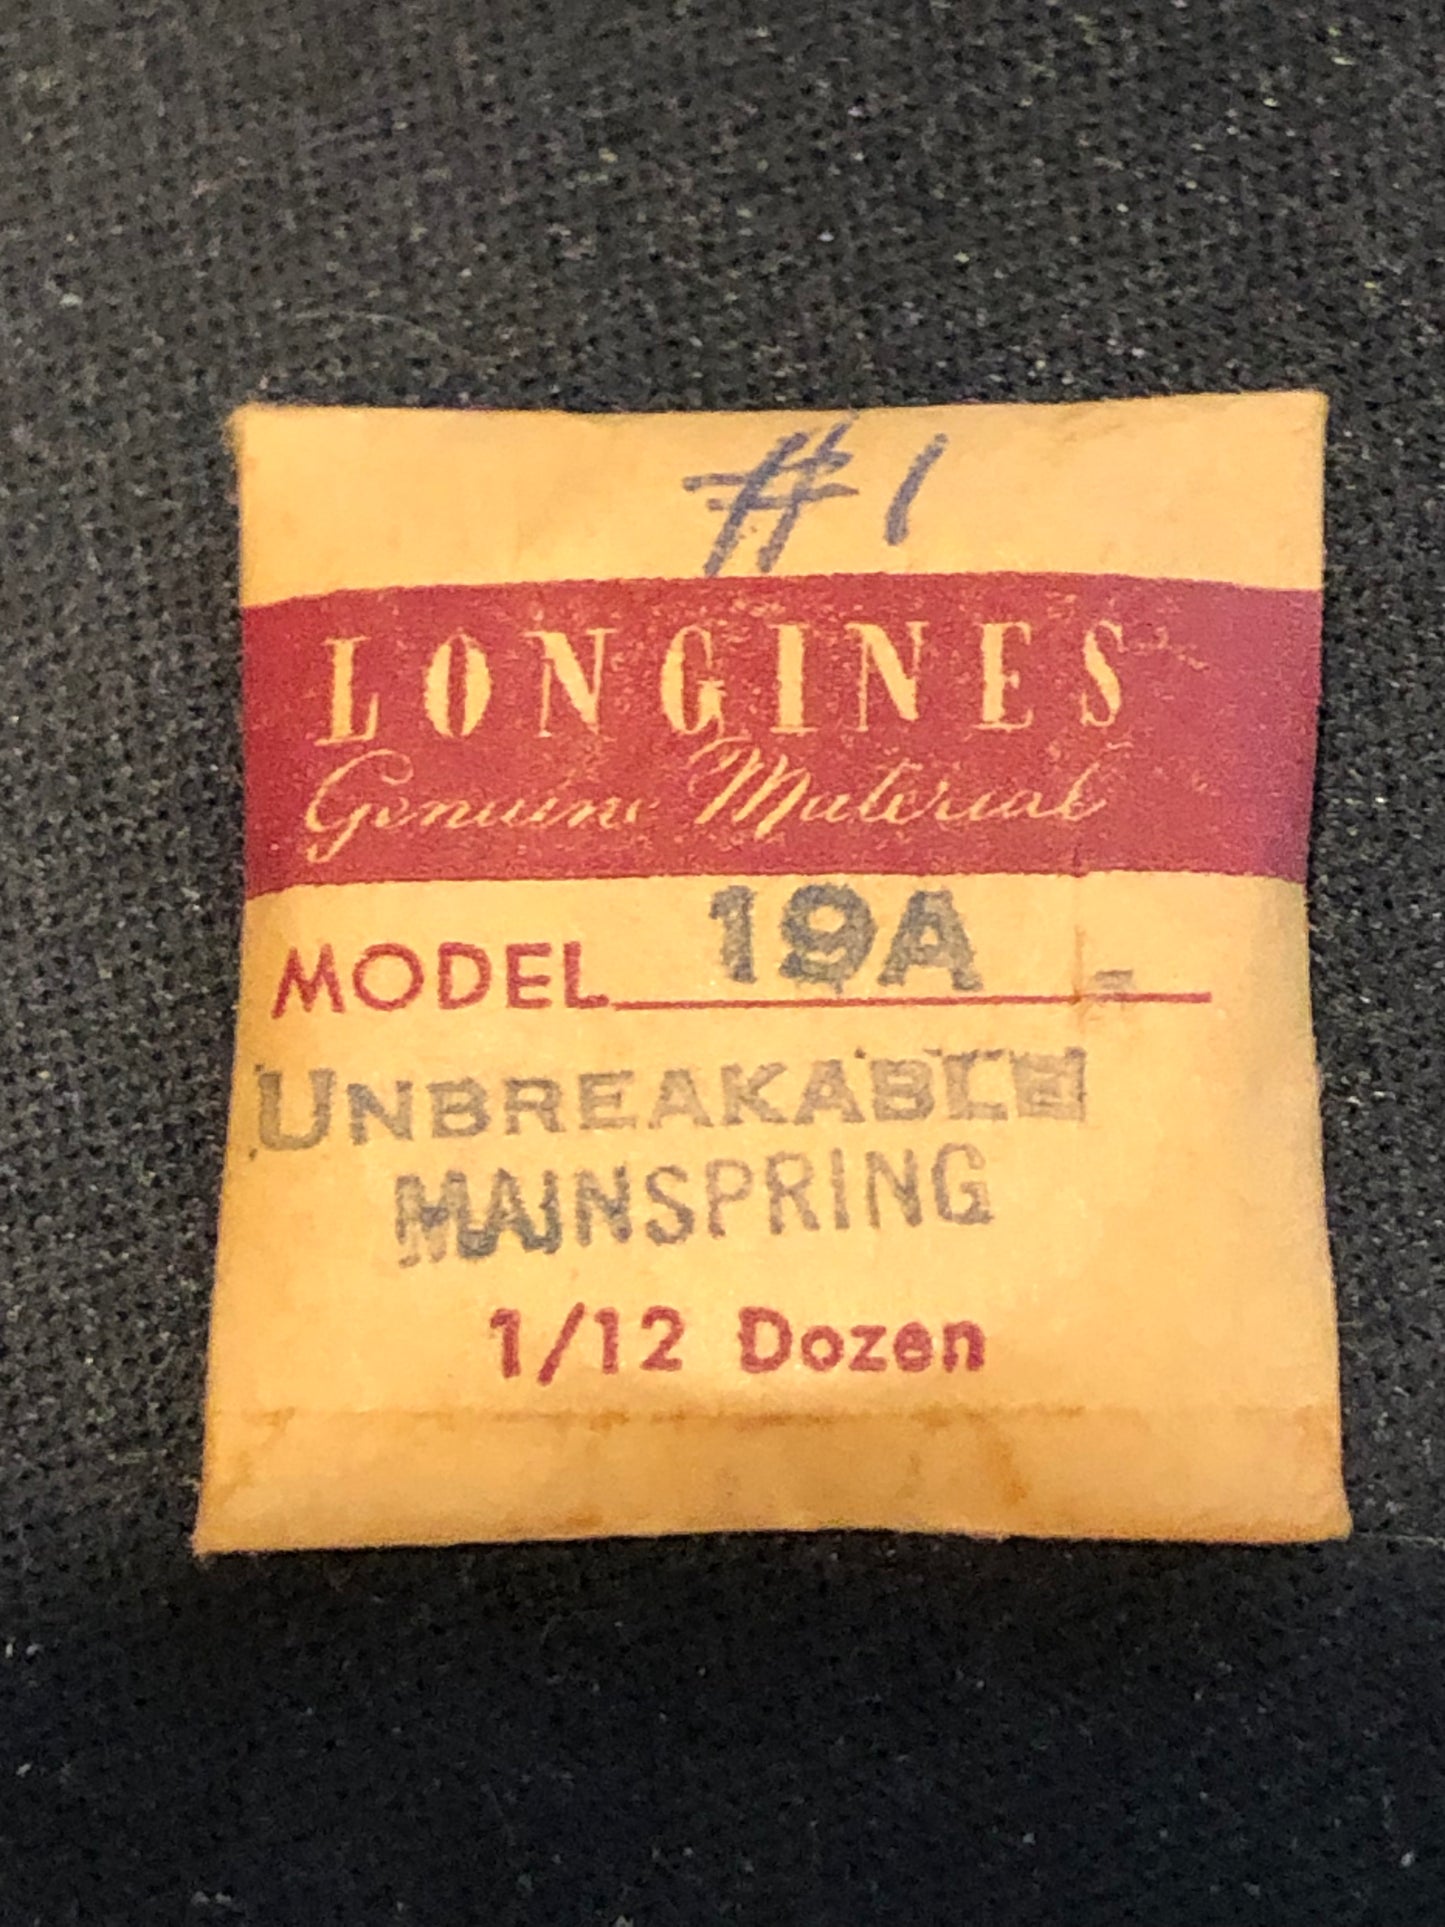 #1
LONGINES
Genuine Material
MODEL 19A
UNBREAKABLE
MAINSPRING
1/12 Dozen